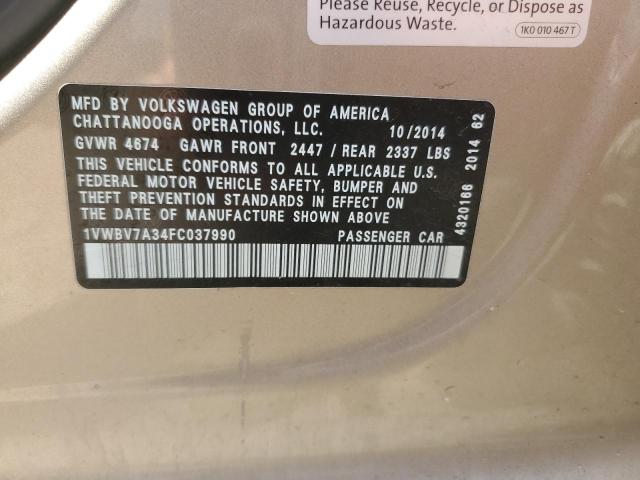 Please Reuse, Recycle, or Dispose as
Hazardous Waste.
1K0 010 467 T
MFD BY VOLKSWAGEN GROUP OF AMERICA
CHATTANOOGA OPERATIONS, LLC. 10/2014
GVWR 4674 GAWR FRONT 2447 / REAR 2337 LBS
THIS VEHICLE CONFORMS TO ALL APPLICABLE U.S.
FEDERAL MOTOR VEHICLE SAFETY, BUMPER AND
THEFT PREVENTION STANDARDS IN EFFECT ON
THE DATE OF MANUFACTURE SHOWN ABOVE
1VWBV7A34FC037990 PASSENGER CAR
4320166 2014 62